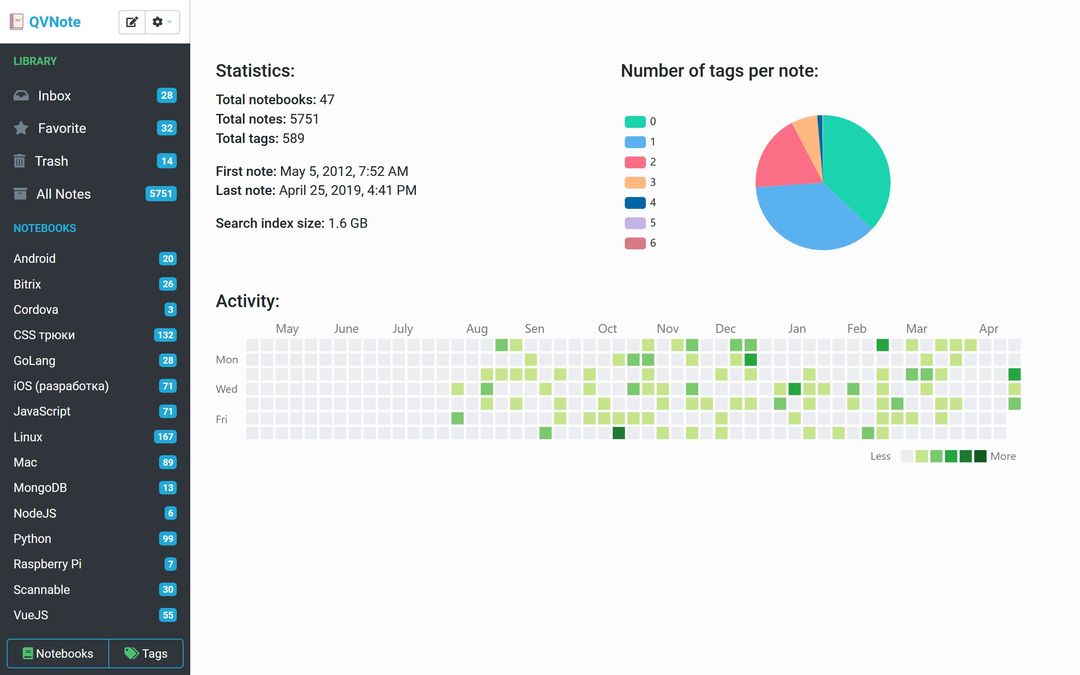 QVNote
LIBRARY
Inbox 28
Favorite 32
Trash 14
All Notes 5751
NOTEBOOKS
Android 20
Bitrix 26
Cordova 3
CSS трюки 132
GoLang 28
iOS (разработка) 71
JavaScript 71
Linux 167
Mac 89
MongoDB 13
NodeJS 6
Python 99
Raspberry Pi 7
Scannable 30
VueJS 55
Notebooks Tags
Statistics:
Total notebooks: 47
Total notes: 5751
Total tags: 589
First note: May 5, 2012, 7:52 AM
Last note: April 25, 2019, 4:41 PM
Search index size: 1.6 GB
Number of tags per note:
0
1
2
3
4
5
6
Activity:
May June July Aug Sen Oct Nov Dec Jan Feb Mar Apr
Mon
Wed
Fri
Less More